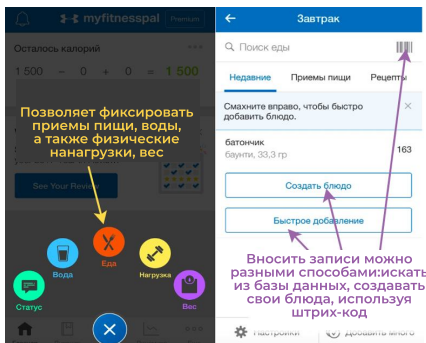 myfitnesspal Premium
Осталось калорий
1 500 - 0 + 0 = 1 500
Позволяет фиксировать
приемы пищи, воды,
а также физические
нанагрузки, вес
See Your Review
Еда
Вода
Нагрузка
Статус
Вес
Завтрак
Поиск еды
Недавние Приемы пищи Рецепты
Смахните вправо, чтобы быстро
добавить блюдо.
батончик
баунти, 33,3 гр
163
Создать блюдо
Быстрое добавление
Вносить записи можно
разными способами:искать
из базы данных, создавать
свои блюда, используя
штрих-код
Настройки Добавить много